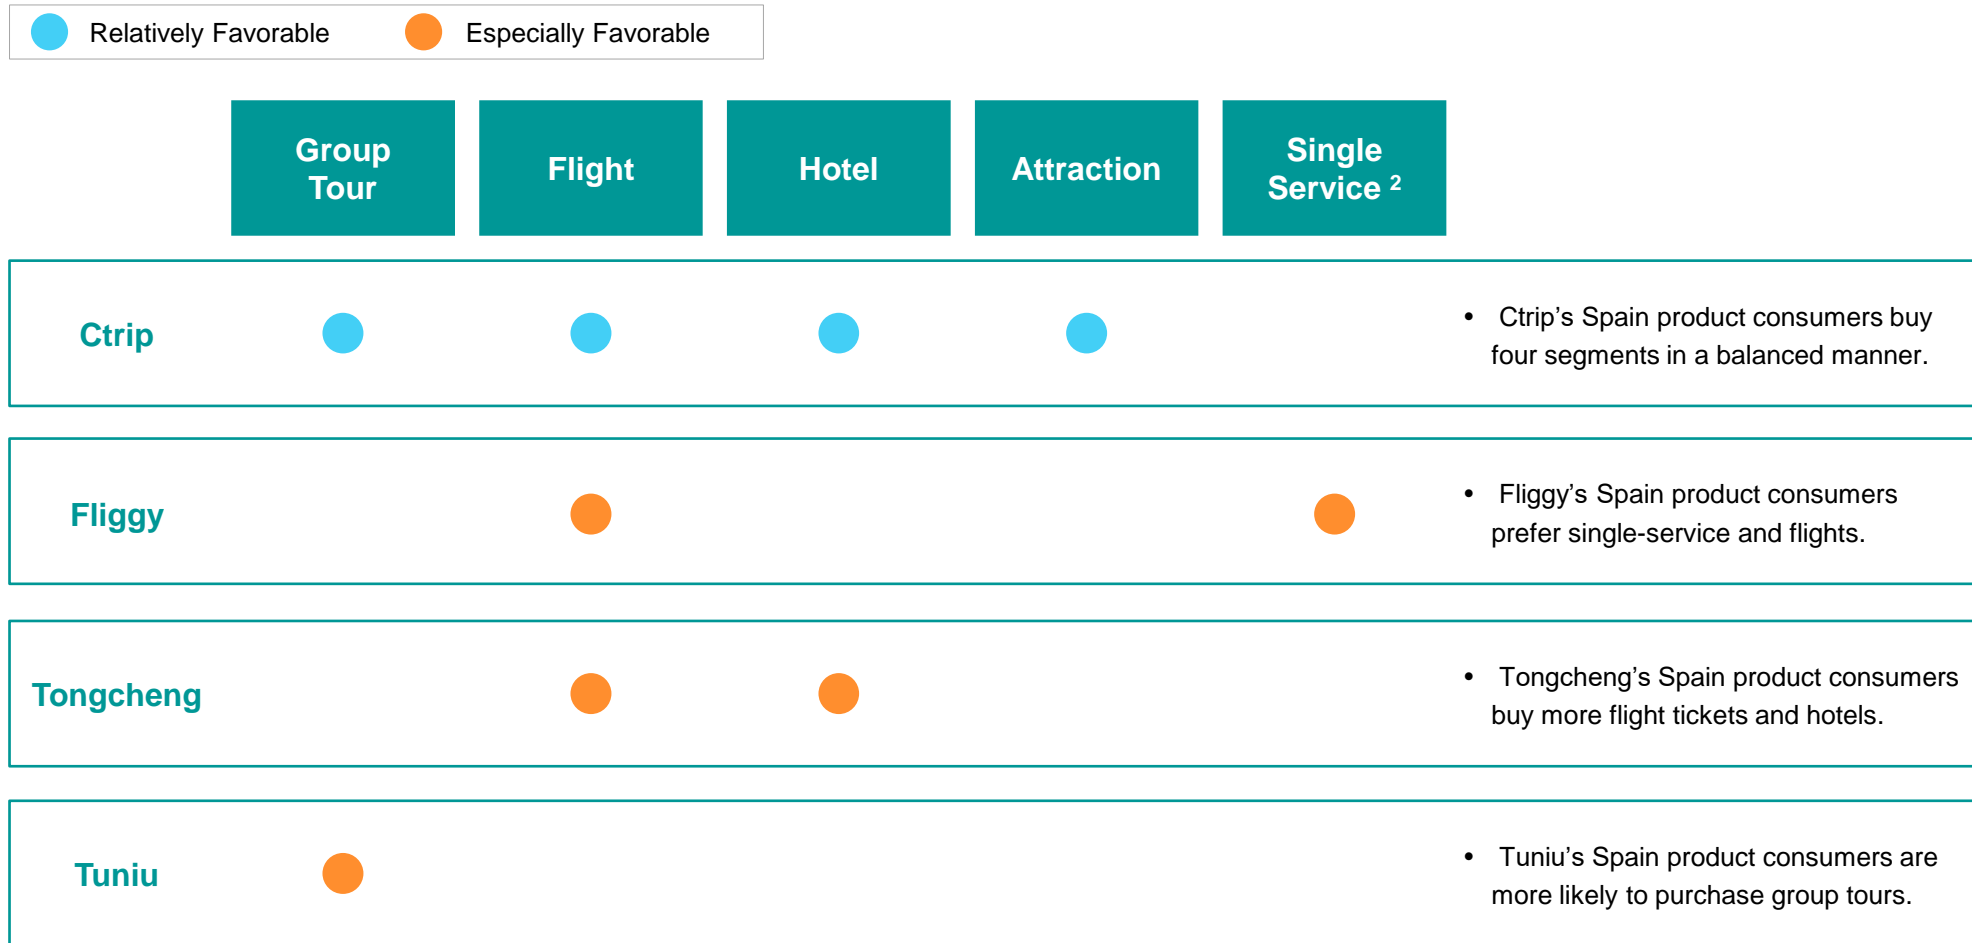 Relatively Favorable
Especially Favorable
Group
Tour
Flight
Hotel
Attraction
Single
Service ²
Ctrip
• Ctrip’s Spain product consumers buy
four segments in a balanced manner.
Fliggy
• Fliggy’s Spain product consumers
prefer single-service and flights.
Tongcheng
• Tongcheng’s Spain product consumers
buy more flight tickets and hotels.
Tuniu
• Tuniu’s Spain product consumers are
more likely to purchase group tours.